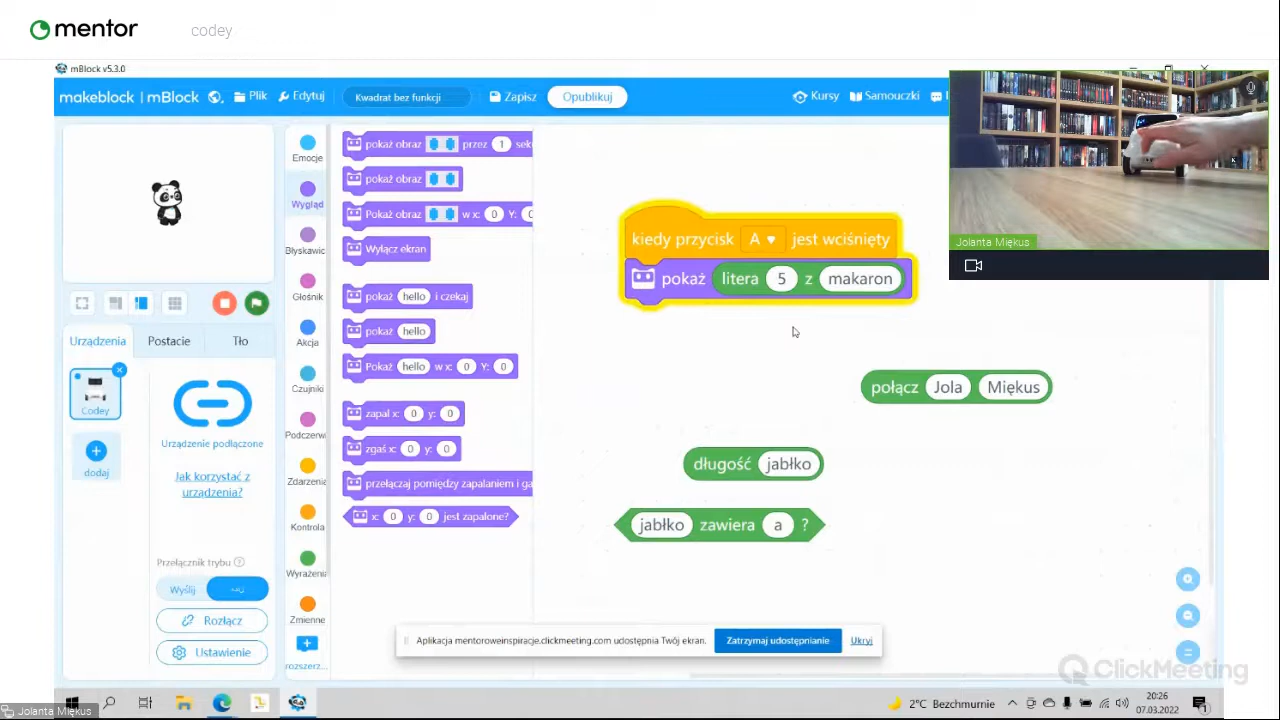 mentor codey
mBlock v5.3.0
makeblock | mBlock Plik Edytuj Kwadrat bez funkcji Zapisz Opublikuj Kursy Samouczki
Emocje
Wygląd
Błyskawic
Głośnik
Akcja
Czujniki
Podczerwi
Zdarzenia
Kontrola
Wyrażenia
Zmienne
rozszerz...
pokaż obraz przez 1 sek
pokaż obraz
Pokaż obraz w x: 0 Y: 0
Wyłącz ekran
pokaż hello i czekaj
pokaż hello
Pokaż hello w x: 0 Y: 0
zapal x: 0 y: 0
zgaś x: 0 y: 0
przełączaj pomiędzy zapalaniem i ga
x: 0 y: 0 jest zapalone?
kiedy przycisk A jest wciśnięty
pokaż litera 5 z makaron
połącz Jola Miękus
długość jabłko
jabłko zawiera a ?
Jolanta Miękus
Urządzenia Postacie Tło
Codey
dodaj
Urządzenie podłączone
Jak korzystać z
urządzenia?
Przełącznik trybu ?
Wyślij
Rozłącz
Ustawienie
Aplikacja mentoroweinspiracje.clickmeeting.com udostępnia Twój ekran. Zatrzymaj udostępnianie Ukryj
ClickMeeting
2°C Bezchmurnie
20:26
07.03.2022
1
Jolanta Miękus